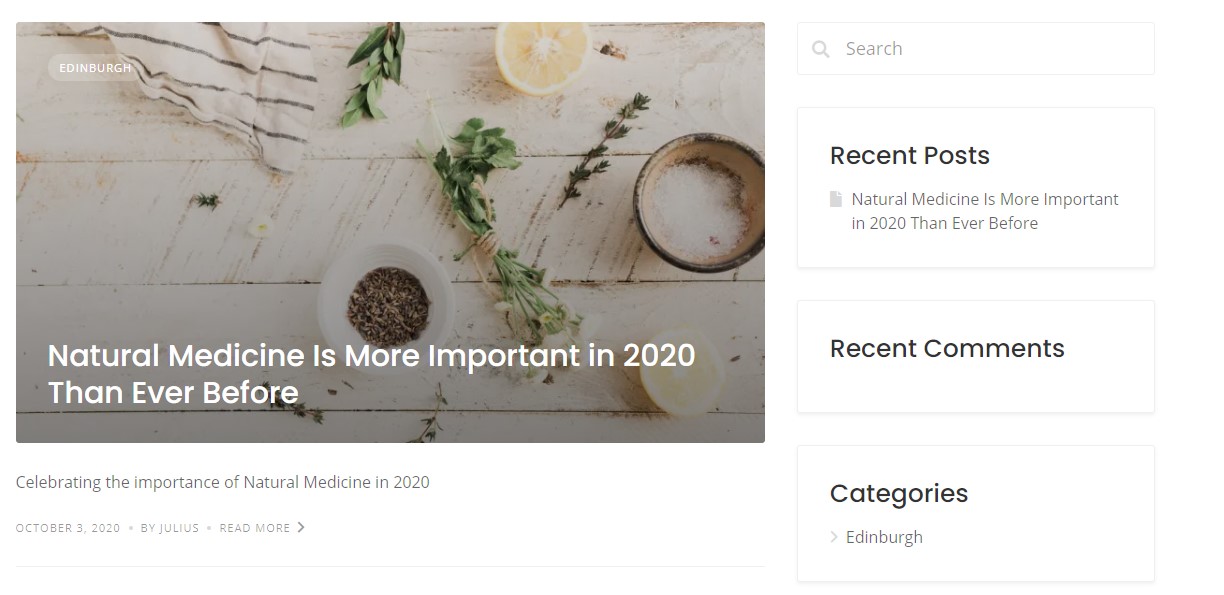 EDINBURGH
Natural Medicine Is More Important in 2020
Than Ever Before
Celebrating the importance of Natural Medicine in 2020
OCTOBER 3, 2020 • BY JULIUS • READ MORE
Search
Recent Posts
Natural Medicine Is More Important
in 2020 Than Ever Before
Recent Comments
Categories
Edinburgh